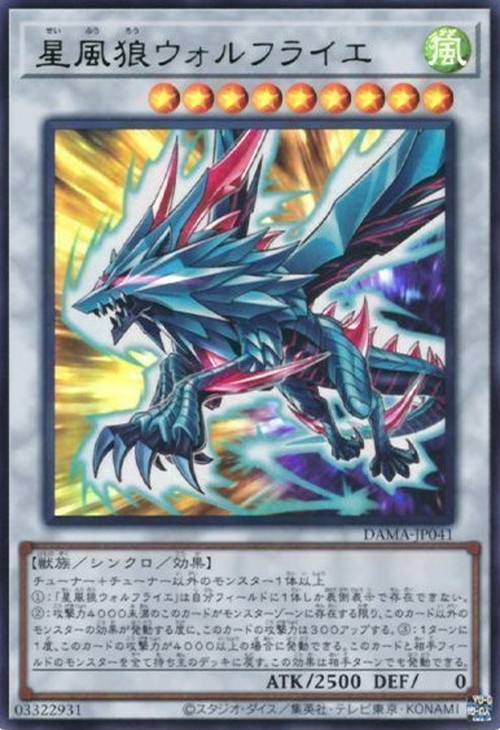 せい ふう ろう
星風狼ウォルフライエ
風
DAMA-JP041
【獣族／シンクロ／効果】
チューナー＋チューナー以外のモンスター1体以上
①:「星風狼ウォルフライエ」は自分フィールドに1体しか表側表示で存在できない。
②:攻撃力4000未満のこのカードがモンスターゾーンに存在する限り、このカード以外の
モンスターの効果が発動する度に、このカードの攻撃力は300アップする。③:1ターンに
1度、このカードの攻撃力が4000以上の場合に発動できる。このカードと相手フィー
ルドのモンスターを全て持ち主のデッキに戻す。この効果は相手ターンでも発動できる。
ATK/2500 DEF/ 0
03322931 ©スタジオ・ダイス／集英社・テレビ東京・KONAMI